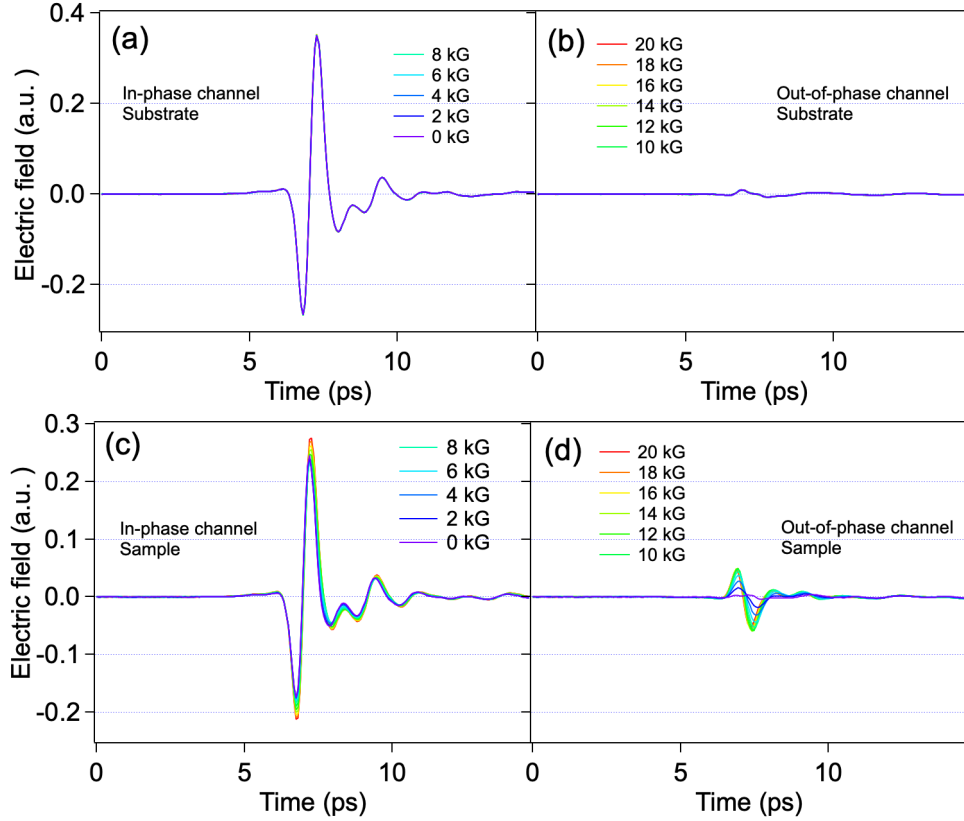 (a)
In-phase channel
Substrate
8 kG
6 kG
4 kG
2 kG
0 kG
0.4
0.2
0.0
-0.2
Electric field (a.u.)
0
5
10
Time (ps)
(b)
20 kG
18 kG
16 kG
14 kG
12 kG
10 kG
Out-of-phase channel
Substrate
0
5
10
Time (ps)
(c)
In-phase channel
Sample
8 kG
6 kG
4 kG
2 kG
0 kG
0.3
0.2
0.1
0.0
-0.1
-0.2
Electric field (a.u.)
0
5
10
Time (ps)
(d)
20 kG
18 kG
16 kG
14 kG
12 kG
10 kG
Out-of-phase channel
Sample
0
5
10
Time (ps)